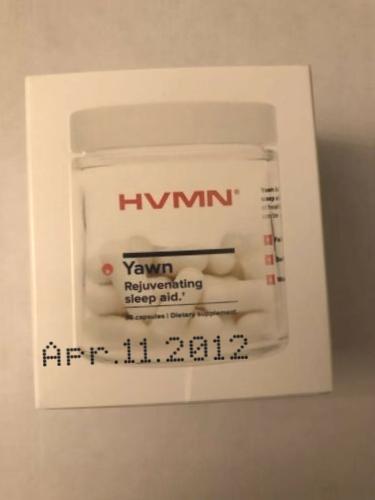 HVMN®
Yawn
Rejuvenating
sleep aid.†
capsules | Dietary supplement
Apr.11.2012